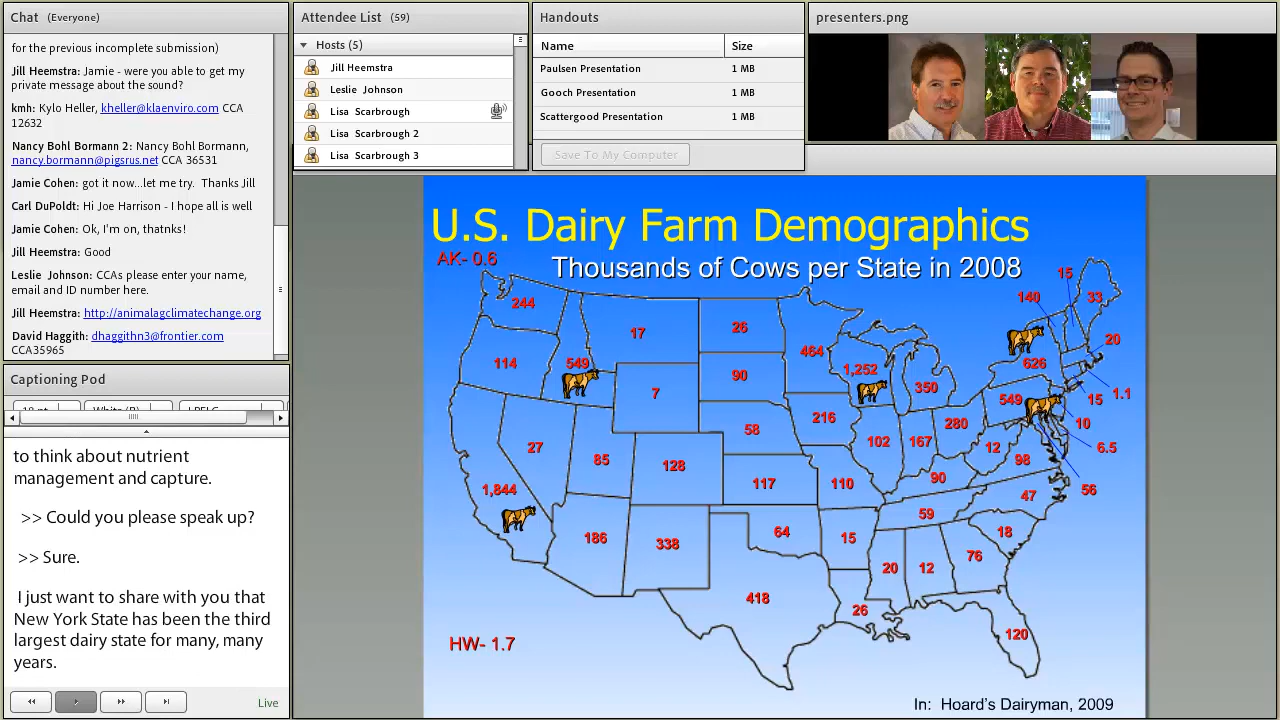 Chat (Everyone)
for the previous incomplete submission)
Jill Heemstra: Jamie - were you able to get my
private message about the sound?
kmh: Kylo Heller, kheller@klaenviro.com CCA
12632
Nancy Bohl Bormann 2: Nancy Bohl Bormann,
nancy.bormann@pigsrus.net CCA 36531
Jamie Cohen: got it now...let me try. Thanks Jill
Carl DuPoldt: Hi Joe Harrison - I hope all is well
Jamie Cohen: Ok, I'm on, thatnks!
Jill Heemstra: Good
Leslie Johnson: CCAs please enter your name,
email and ID number here.
Jill Heemstra: http://animalagclimatechange.org
David Haggith: dhaggithn3@frontier.com
CCA35965
Captioning Pod
to think about nutrient
management and capture.
>> Could you please speak up?
>> Sure.
I just want to share with you that
New York State has been the third
largest dairy state for many, many
years.
Live
Attendee List (59)
Hosts (5)
Jill Heemstra
Leslie Johnson
Lisa Scarbrough
Lisa Scarbrough 2
Lisa Scarbrough 3
Handouts
Name Size
Paulsen Presentation 1 MB
Gooch Presentation 1 MB
Scattergood Presentation 1 MB
Save To My Computer
presenters.png
U.S. Dairy Farm Demographics
AK- 0.6
Thousands of Cows per State in 2008
15
140
33
244
17
26
20
114
549
464
1,252
626
90
350
7
549
15
1.1
216
58
280
10
27
85
128
102
167
12
98
6.5
1,844
117
110
90
56
47
59
186
338
64
15
18
20
12
76
418
26
120
HW- 1.7
In: Hoard's Dairyman, 2009